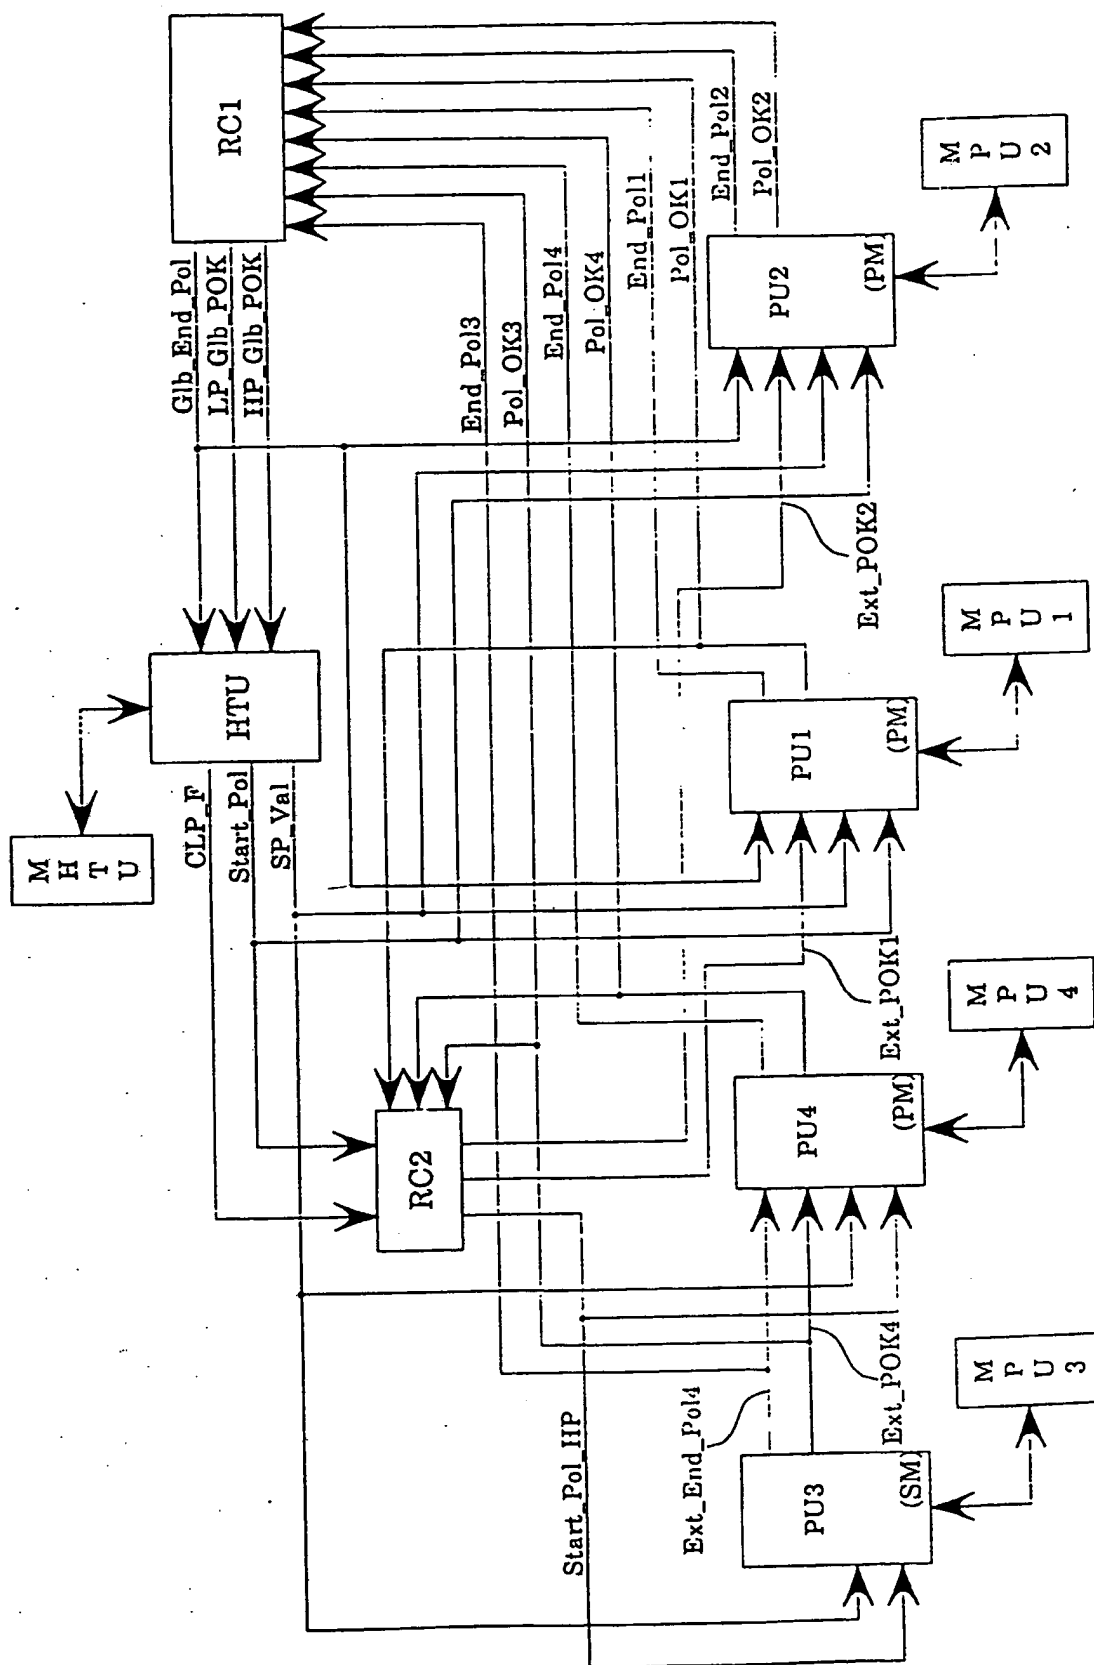 RC1
Glb_End_Pol
LP_Glb_POK
HP_Glb_POK
End_Pol3
Pol_OK3
End_Pol4
Pol_OK4
End_Pol1
Pol_OK1
End_Pol2
Pol_OK2
M P U 2
PU2
(PM)
Ext_POK2
HTU
M H T U
CLP_F
Start_Pol
SP_Val
M P U 1
PU1
(PM)
Ext_POK1
RC2
M P U 4
PU4
(PM)
Ext_POK4
Ext_End_Pol4
Start_Pol_HP
M P U 3
PU3
(SM)